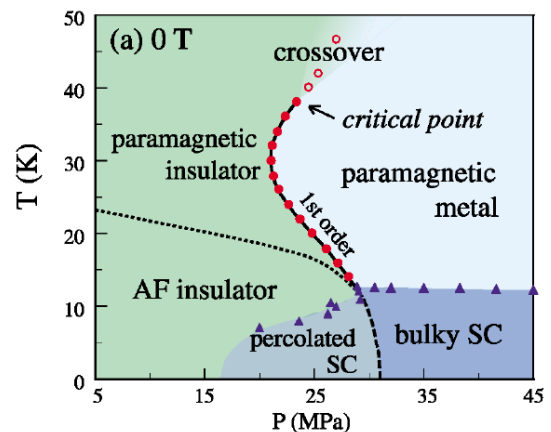 (a) 0 T
crossover
critical point
paramagnetic
insulator
paramagnetic
metal
1st order
AF insulator
percolated
SC
bulky SC
T (K)
50
40
30
20
10
0
5
15
25
35
45
P (MPa)